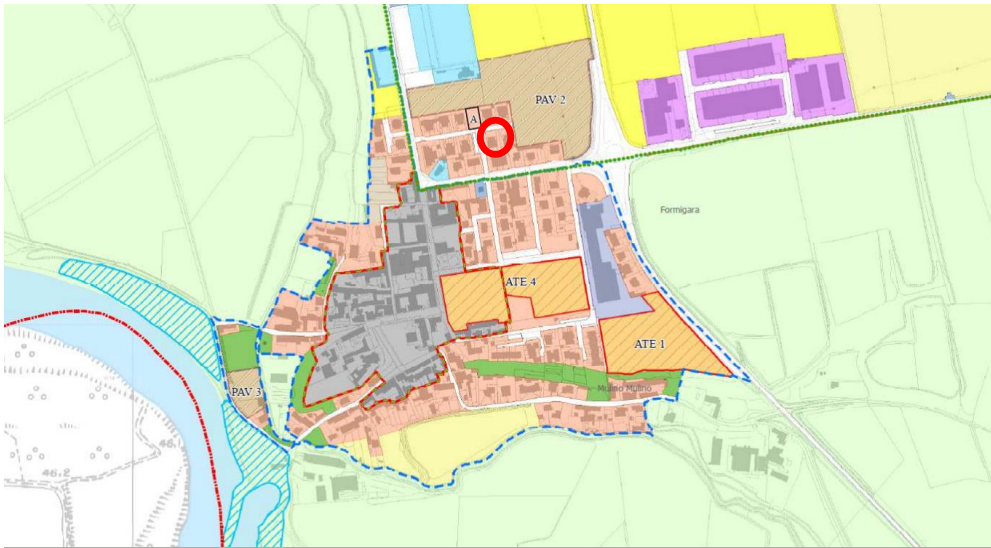 PAV 2
A
Formigara
ATE 4
ATE 1
Mulino Mulino
PAV 3
46.2